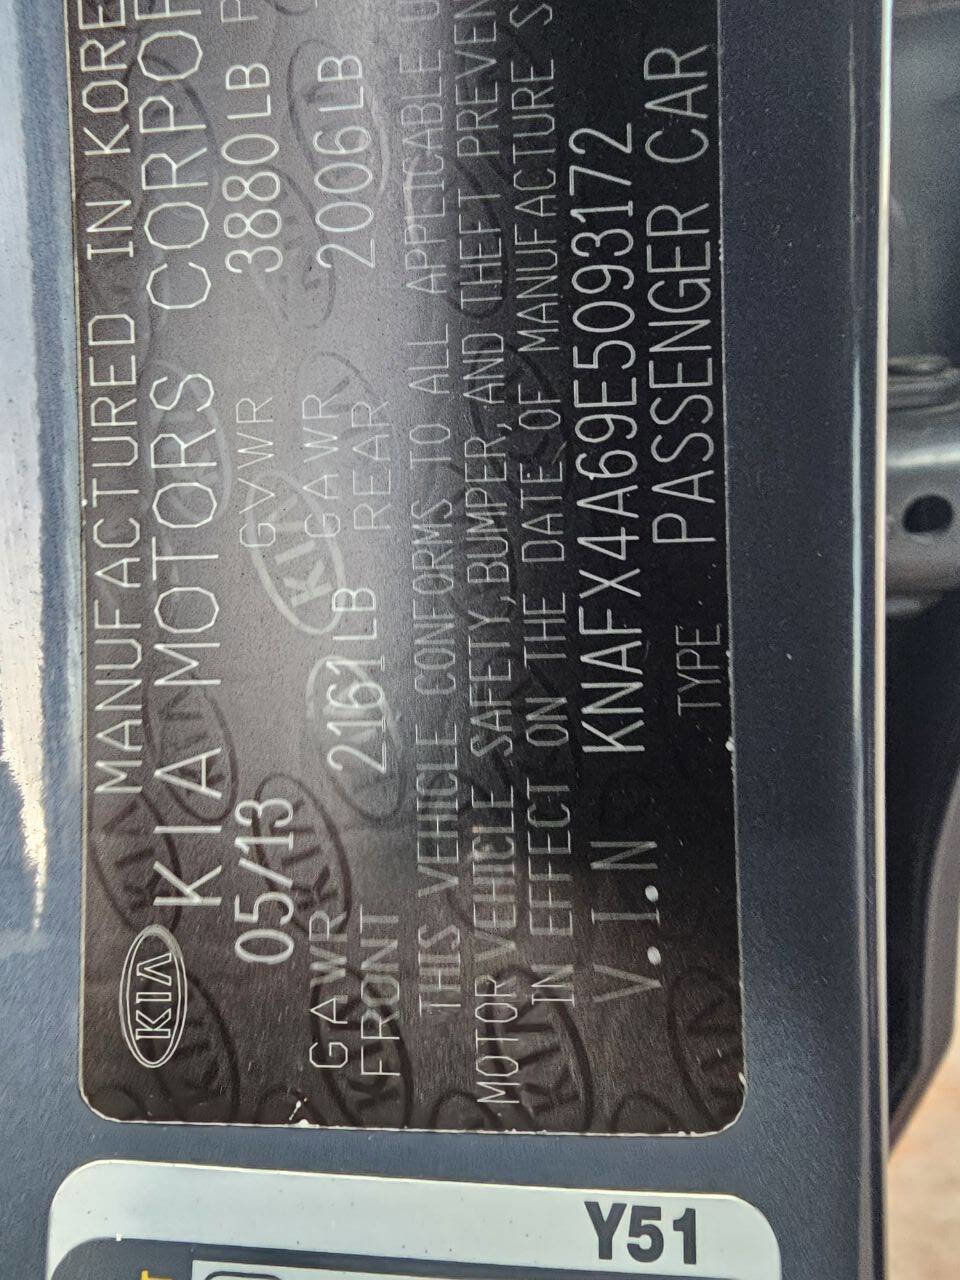 MANUFACTURED IN KORE
KIA KIA MOTORS CORPOR
05/13 GVWR 3880LB
GAWR FRONT 2161LB GAWR REAR 2006LB
THIS VEHICLE CONFORMS TO ALL APPLICABLE
MOTOR VEHICLE SAFETY,BUMPER,AND THEFT PREVEN
IN EFFECT ON THE DATE OF MANUFACTURE S
V.I.N KNAFX4A69E5093172
TYPE PASSENGER CAR
Y51